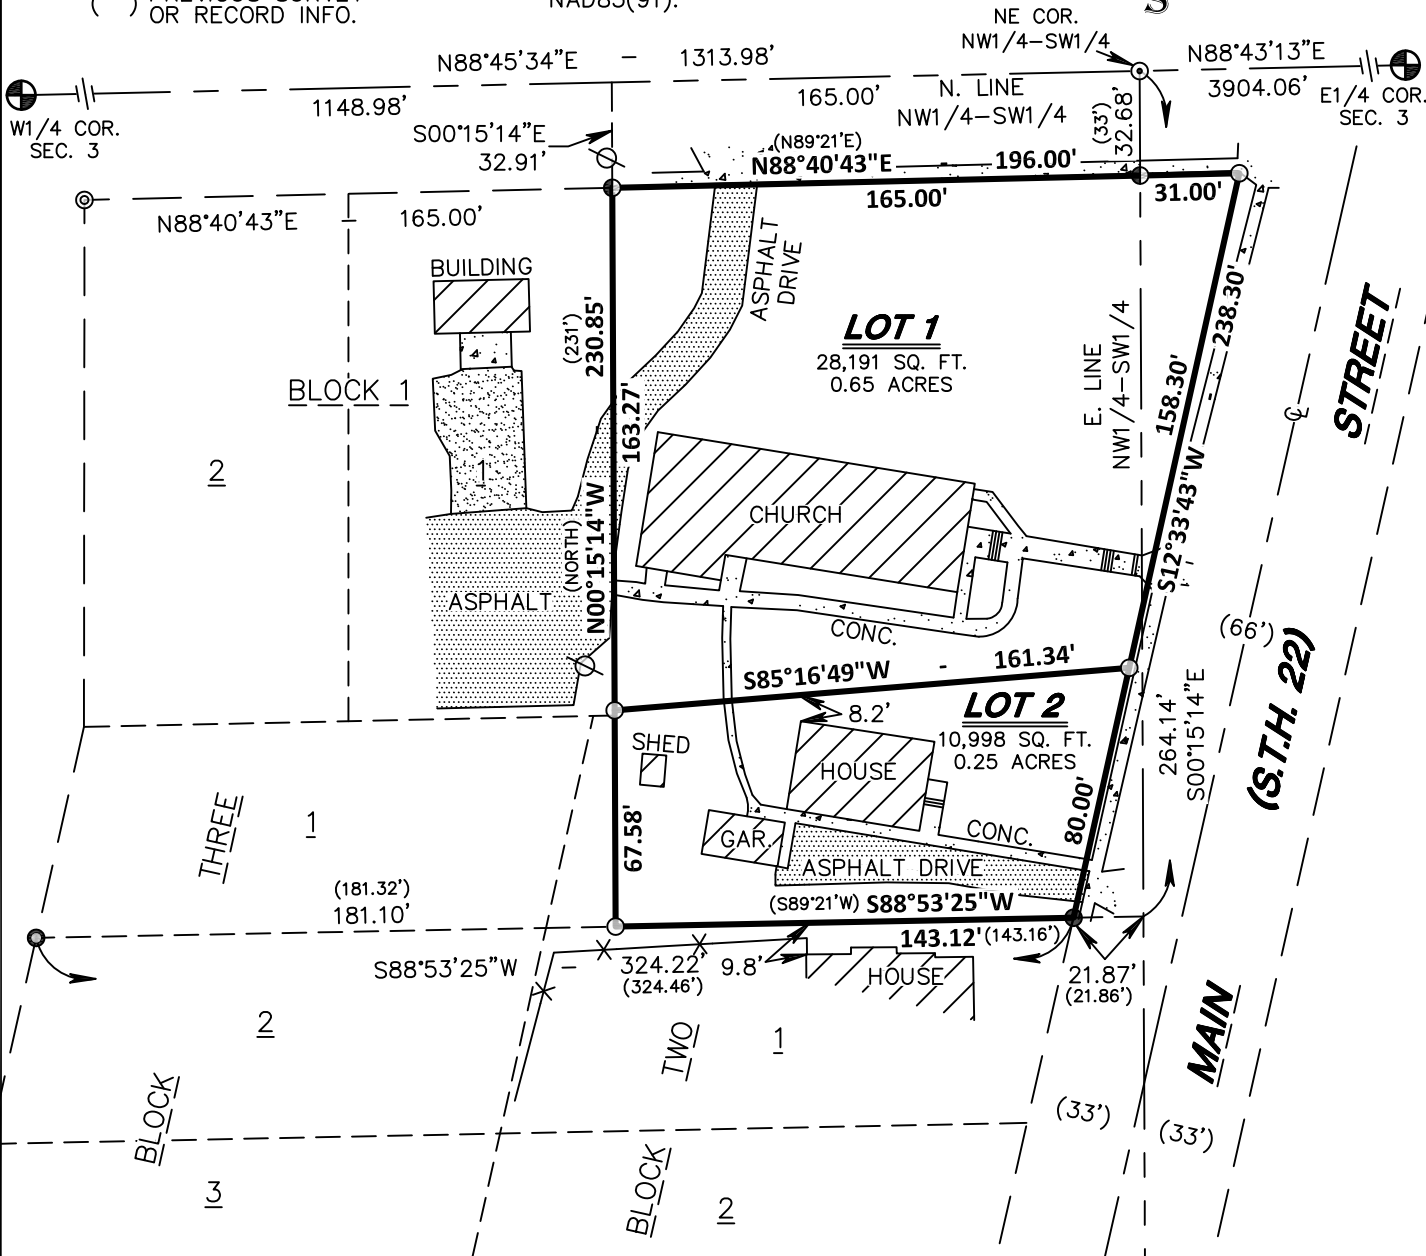 ( ) PREVIOUS SURVEY
OR RECORD INFO.
NAD83(91).
S
NE COR.
NW1/4-SW1/4
N88°45'34"E - 1313.98'
N88°43'13"E
3904.06'
W1/4 COR.
SEC. 3
E1/4 COR.
SEC. 3
1148.98'
165.00'
N. LINE
NW1/4-SW1/4
(33')
32.68'
S00°15'14"E
32.91'
(N89°21'E)
N88°40'43"E - 196.00'
165.00'
31.00'
N88°40'43"E - 165.00'
BUILDING
ASPHALT
DRIVE
(231')
230.85'
163.27'
LOT 1
28,191 SQ. FT.
0.65 ACRES
E. LINE
NW1/4-SW1/4
158.30'
S12°33'43"W - 238.30'
STREET
CL
BLOCK 1
2
1
CHURCH
(NORTH)
N00°15'14"W
ASPHALT
CONC.
(66')
S85°16'49"W - 161.34'
8.2'
LOT 2
10,998 SQ. FT.
0.25 ACRES
264.14'
S00°15'14"E
(S.T.H. 22)
SHED
HOUSE
67.58'
GAR.
CONC.
80.00'
ASPHALT DRIVE
THREE
1
(181.32')
181.10'
(S89°21'W) S88°53'25"W
143.12' (143.16')
S88°53'25"W - 324.22'
(324.46')
9.8'
HOUSE
21.87'
(21.86')
2
TWO
1
MAIN
BLOCK
(33')
(33')
3
BLOCK
2